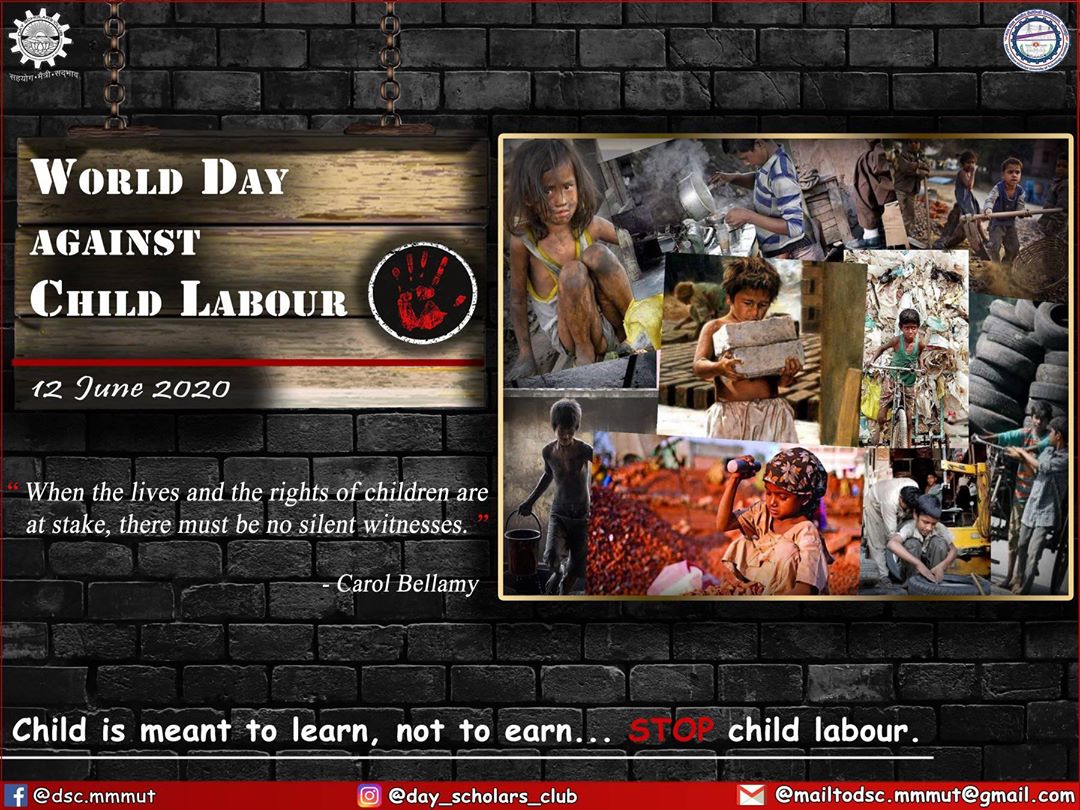 सहयोग•मैत्री•सद्भाव
World Day
against
Child Labour
12 June 2020
“ When the lives and the rights of children are
at stake, there must be no silent witnesses. ”
- Carol Bellamy
Child is meant to learn, not to earn... STOP child labour.
@dsc.mmmut
@day_scholars_club
@mailtodsc.mmmut@gmail.com